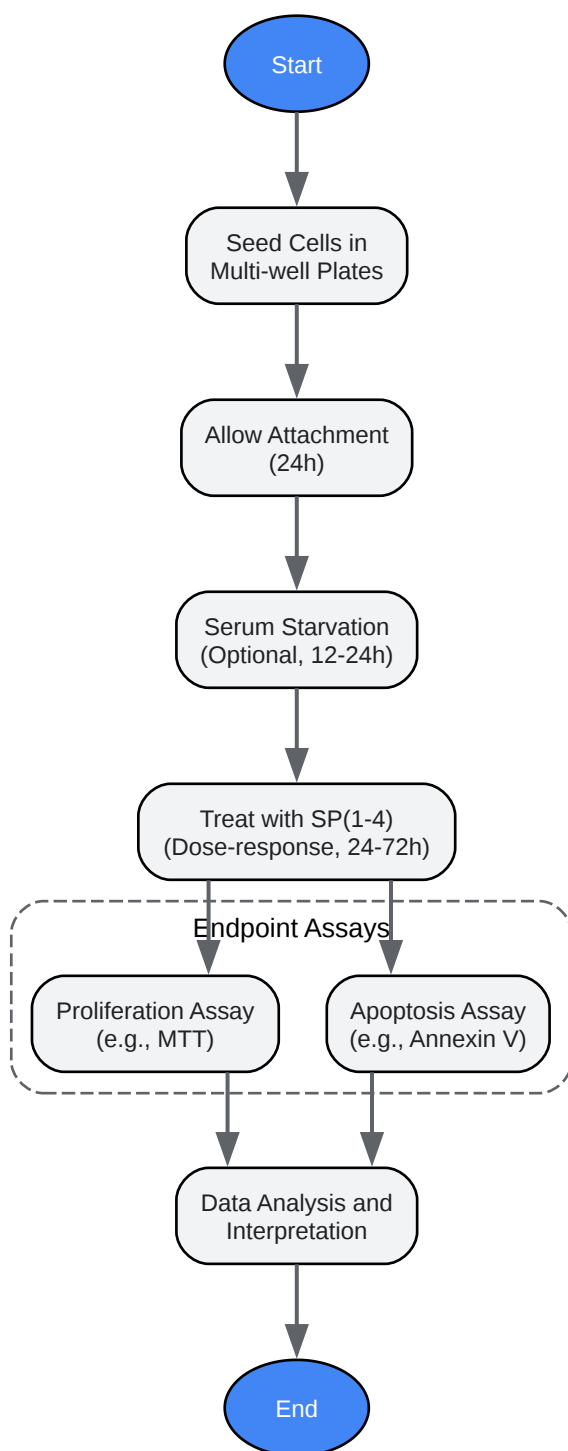 Start
Seed Cells in
Multi-well Plates
Allow Attachment
(24h)
Serum Starvation
(Optional, 12-24h)
Treat with SP(1-4)
(Dose-response, 24-72h)
Endpoint Assays
Proliferation Assay
(e.g., MTT)
Apoptosis Assay
(e.g., Annexin V)
Data Analysis and
Interpretation
End